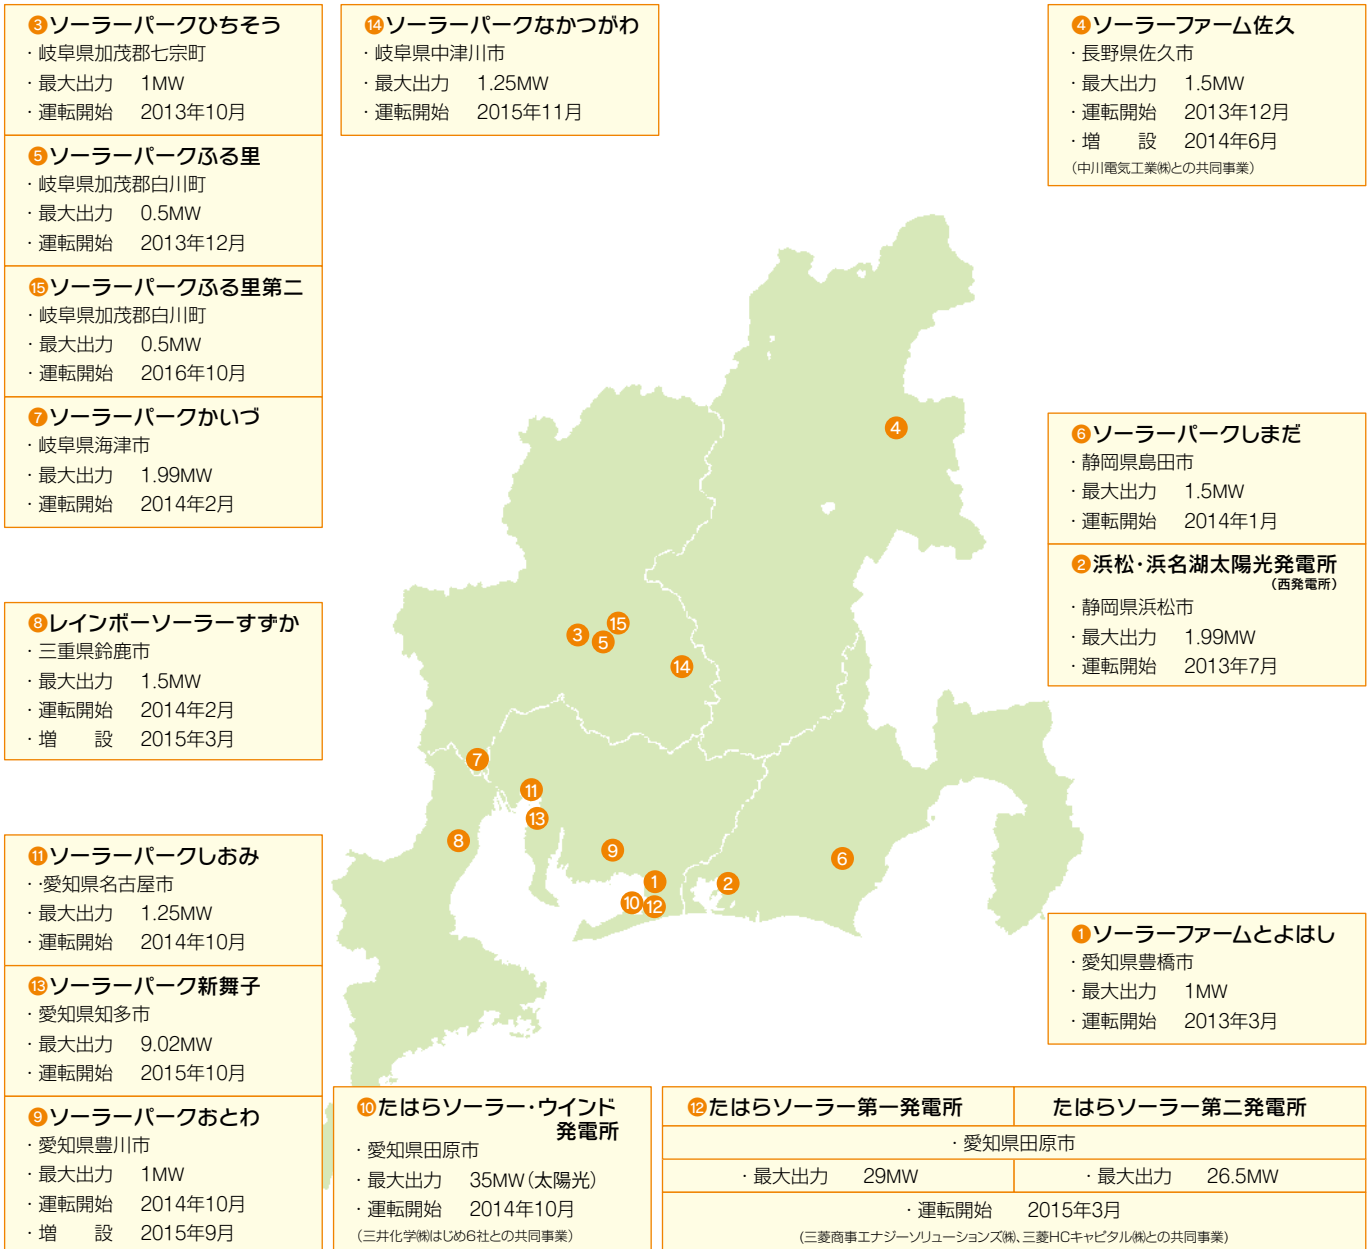 ③ソーラーパークひちそう
・岐阜県加茂郡七宗町
・最大出力 1MW
・運転開始 2013年10月
⑤ソーラーパークふる里
・岐阜県加茂郡白川町
・最大出力 0.5MW
・運転開始 2013年12月
⑮ソーラーパークふる里第二
・岐阜県加茂郡白川町
・最大出力 0.5MW
・運転開始 2016年10月
⑦ソーラーパークかいづ
・岐阜県海津市
・最大出力 1.99MW
・運転開始 2014年2月
⑭ソーラーパークなかつがわ
・岐阜県中津川市
・最大出力 1.25MW
・運転開始 2015年11月
④ソーラーファーム佐久
・長野県佐久市
・最大出力 1.5MW
・運転開始 2013年12月
・増 設 2014年6月
(中川電気工業㈱との共同事業)
⑥ソーラーパークしまだ
・静岡県島田市
・最大出力 1.5MW
・運転開始 2014年1月
②浜松・浜名湖太陽光発電所
(西発電所)
・静岡県浜松市
・最大出力 1.99MW
・運転開始 2013年7月
⑧レインボーソーラーすずか
・三重県鈴鹿市
・最大出力 1.5MW
・運転開始 2014年2月
・増 設 2015年3月
④
③
⑮
⑤
⑭
⑦
⑪
⑬
⑧
⑨
⑥
①
②
⑩
⑫
⑪ソーラーパークしおみ
・・愛知県名古屋市
・最大出力 1.25MW
・運転開始 2014年10月
⑬ソーラーパーク新舞子
・愛知県知多市
・最大出力 9.02MW
・運転開始 2015年10月
⑨ソーラーパークおとわ
・愛知県豊川市
・最大出力 1MW
・運転開始 2014年10月
・増 設 2015年9月
①ソーラーファームとよはし
・愛知県豊橋市
・最大出力 1MW
・運転開始 2013年3月
⑩たはらソーラー・ウインド
発電所
・愛知県田原市
・最大出力 35MW(太陽光)
・運転開始 2014年10月
(三井化学㈱はじめ6社との共同事業)
⑫たはらソーラー第一発電所 たはらソーラー第二発電所
・愛知県田原市
・最大出力 29MW ・最大出力 26.5MW
・運転開始 2015年3月
(三菱商事エナジーソリューションズ㈱、三菱HCキャピタル㈱との共同事業)